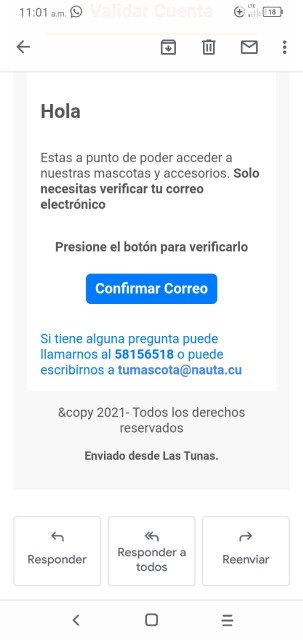 11:01 a.m.
Validar Cuenta
LTE
18
Hola
Estas a punto de poder acceder a
nuestras mascotas y accesorios. Solo
necesitas verificar tu correo
electrónico
Presione el botón para verificarlo
Confirmar Correo
Si tiene alguna pregunta puede
llamarnos al 58156518 o puede
escribirnos a tumascota@nauta.cu
&copy 2021- Todos los derechos
reservados
Enviado desde Las Tunas.
Responder
Responder a
todos
Reenviar